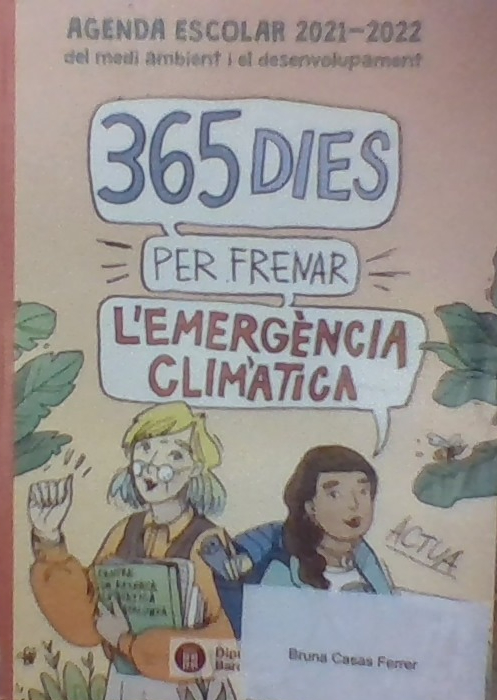 AGENDA ESCOLAR 2021-2022
del medi ambient i el desenvolupament
365 DIES
PER FRENAR
L'EMERGÈNCIA
CLIMÀTICA
ACTUA
Bruna Casas Ferrer